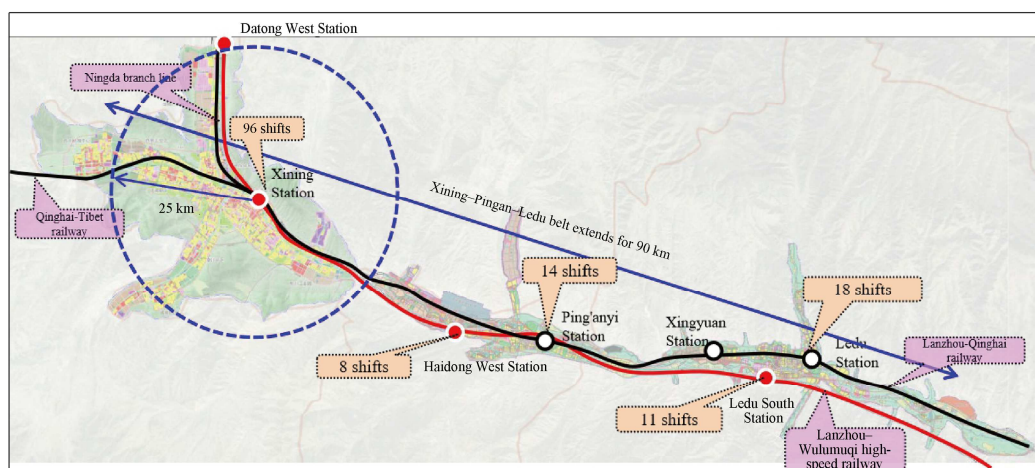 Datong West Station
Ningda branch line
96 shifts
Xining
Station
25 km
Qinghai-Tibet
railway
Xining–Pingan–Ledu belt extends for 90 km
14 shifts
18 shifts
Ping'anyi
Station
Xingyuan
Station
Ledu
Station
Lanzhou-Qinghai
railway
8 shifts
Haidong West Station
11 shifts
Ledu South
Station
Lanzhou–
Wulumuqi high-
speed railway